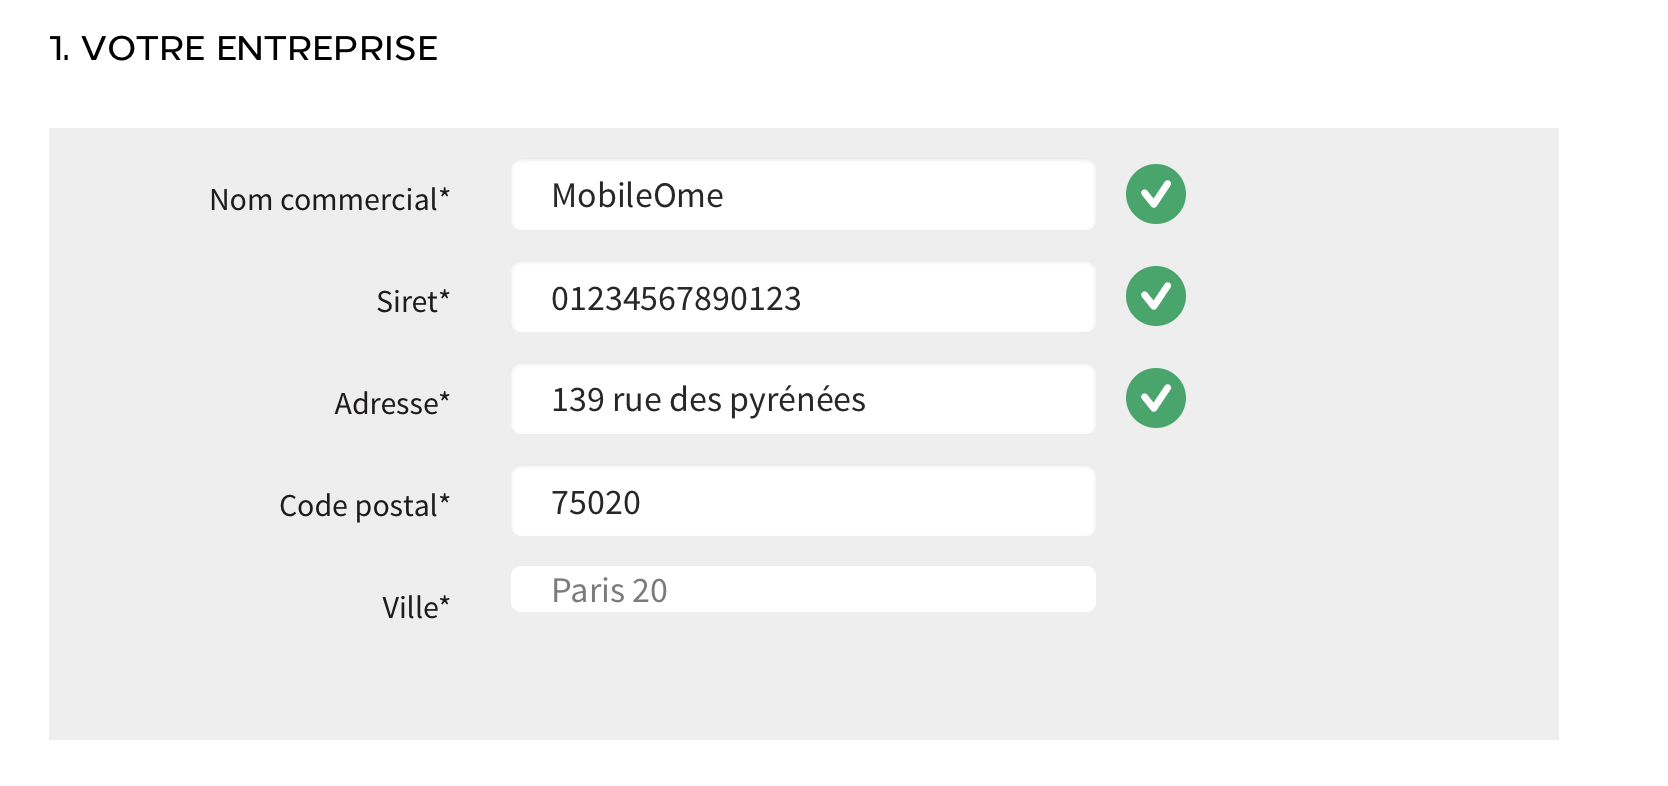 1. VOTRE ENTREPRISE
Nom commercial* MobileOme
Siret* 01234567890123
Adresse* 139 rue des pyrénées
Code postal* 75020
Ville* Paris 20